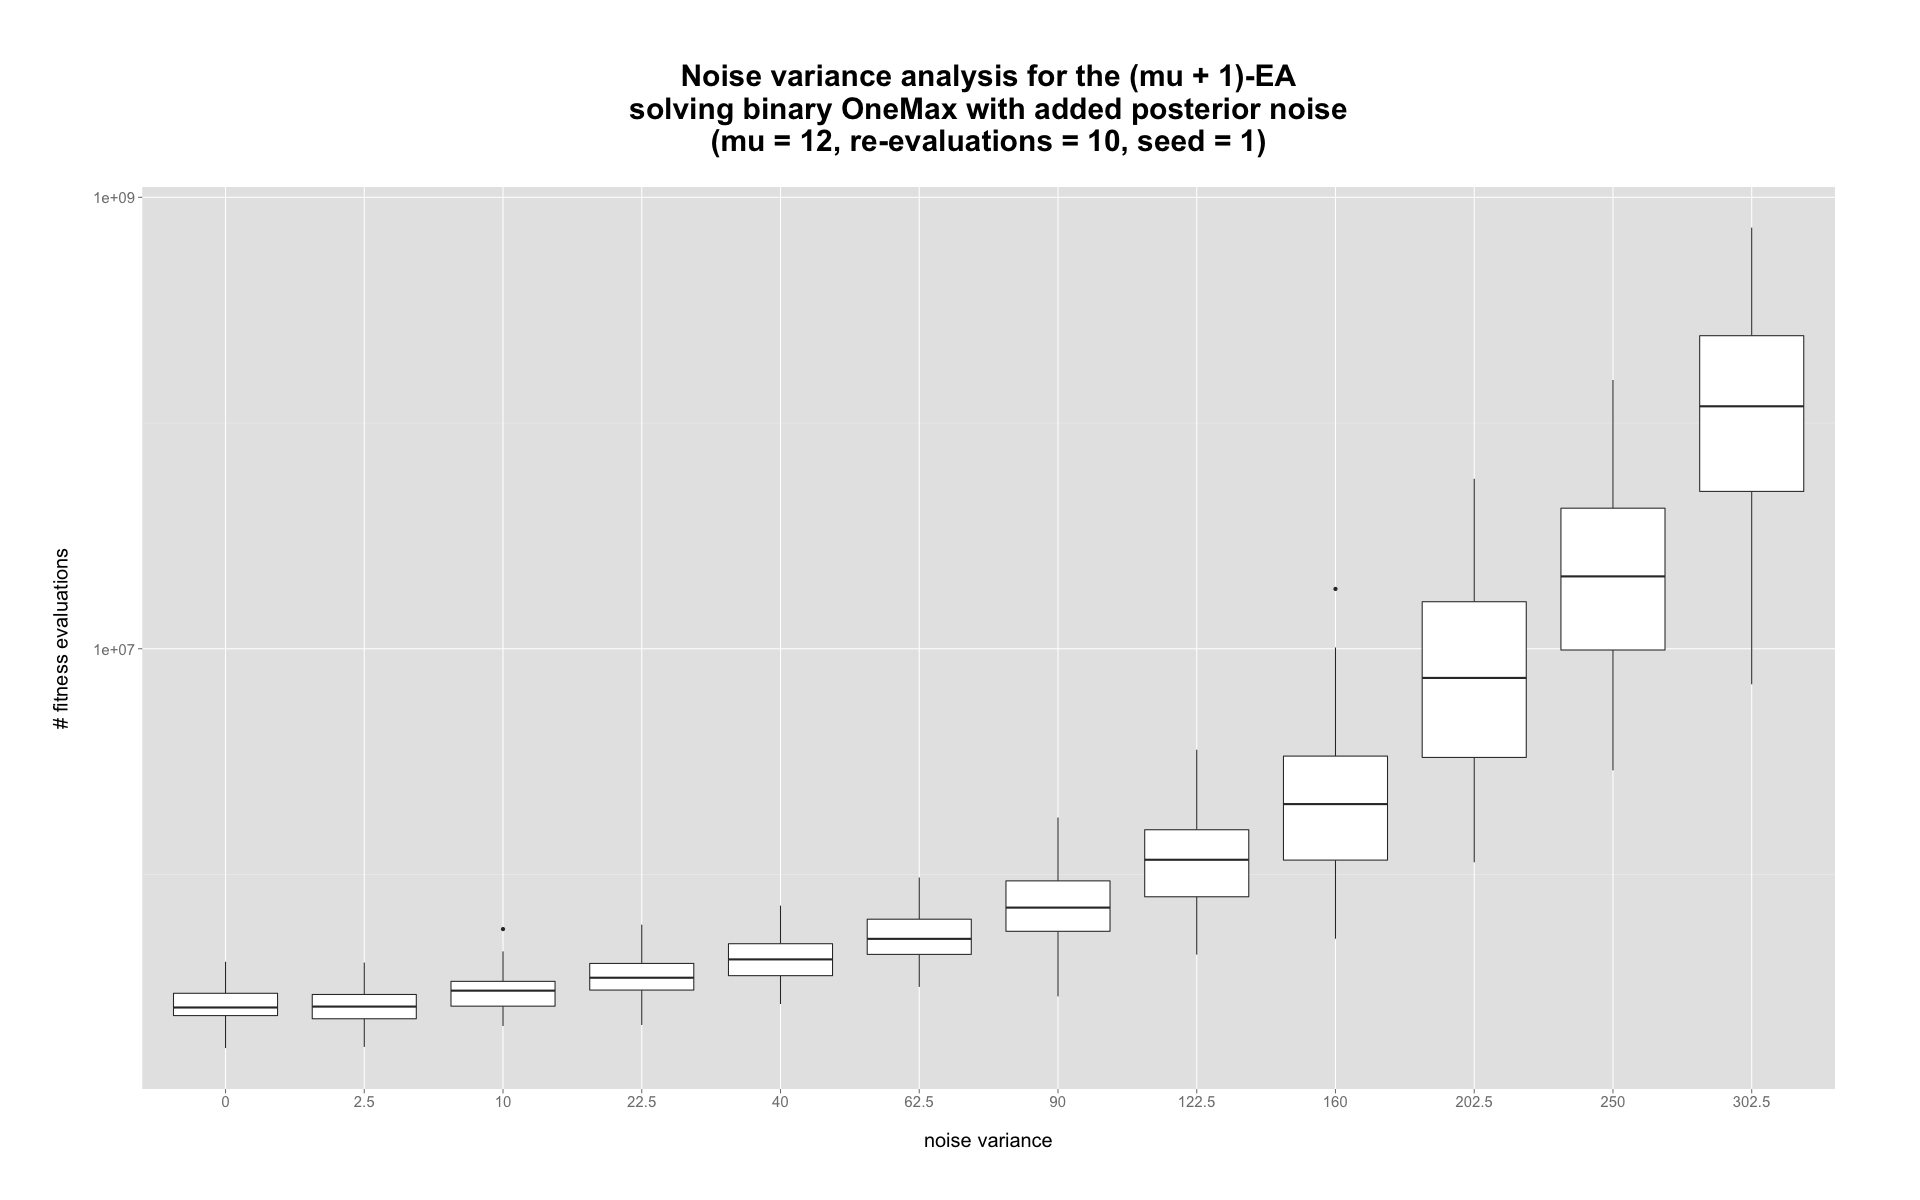 Noise variance analysis for the (mu + 1)-EA
solving binary OneMax with added posterior noise
(mu = 12, re-evaluations = 10, seed = 1)
1e+09
1e+07
# fitness evaluations
0 2.5 10 22.5 40 62.5 90 122.5 160 202.5 250 302.5
noise variance